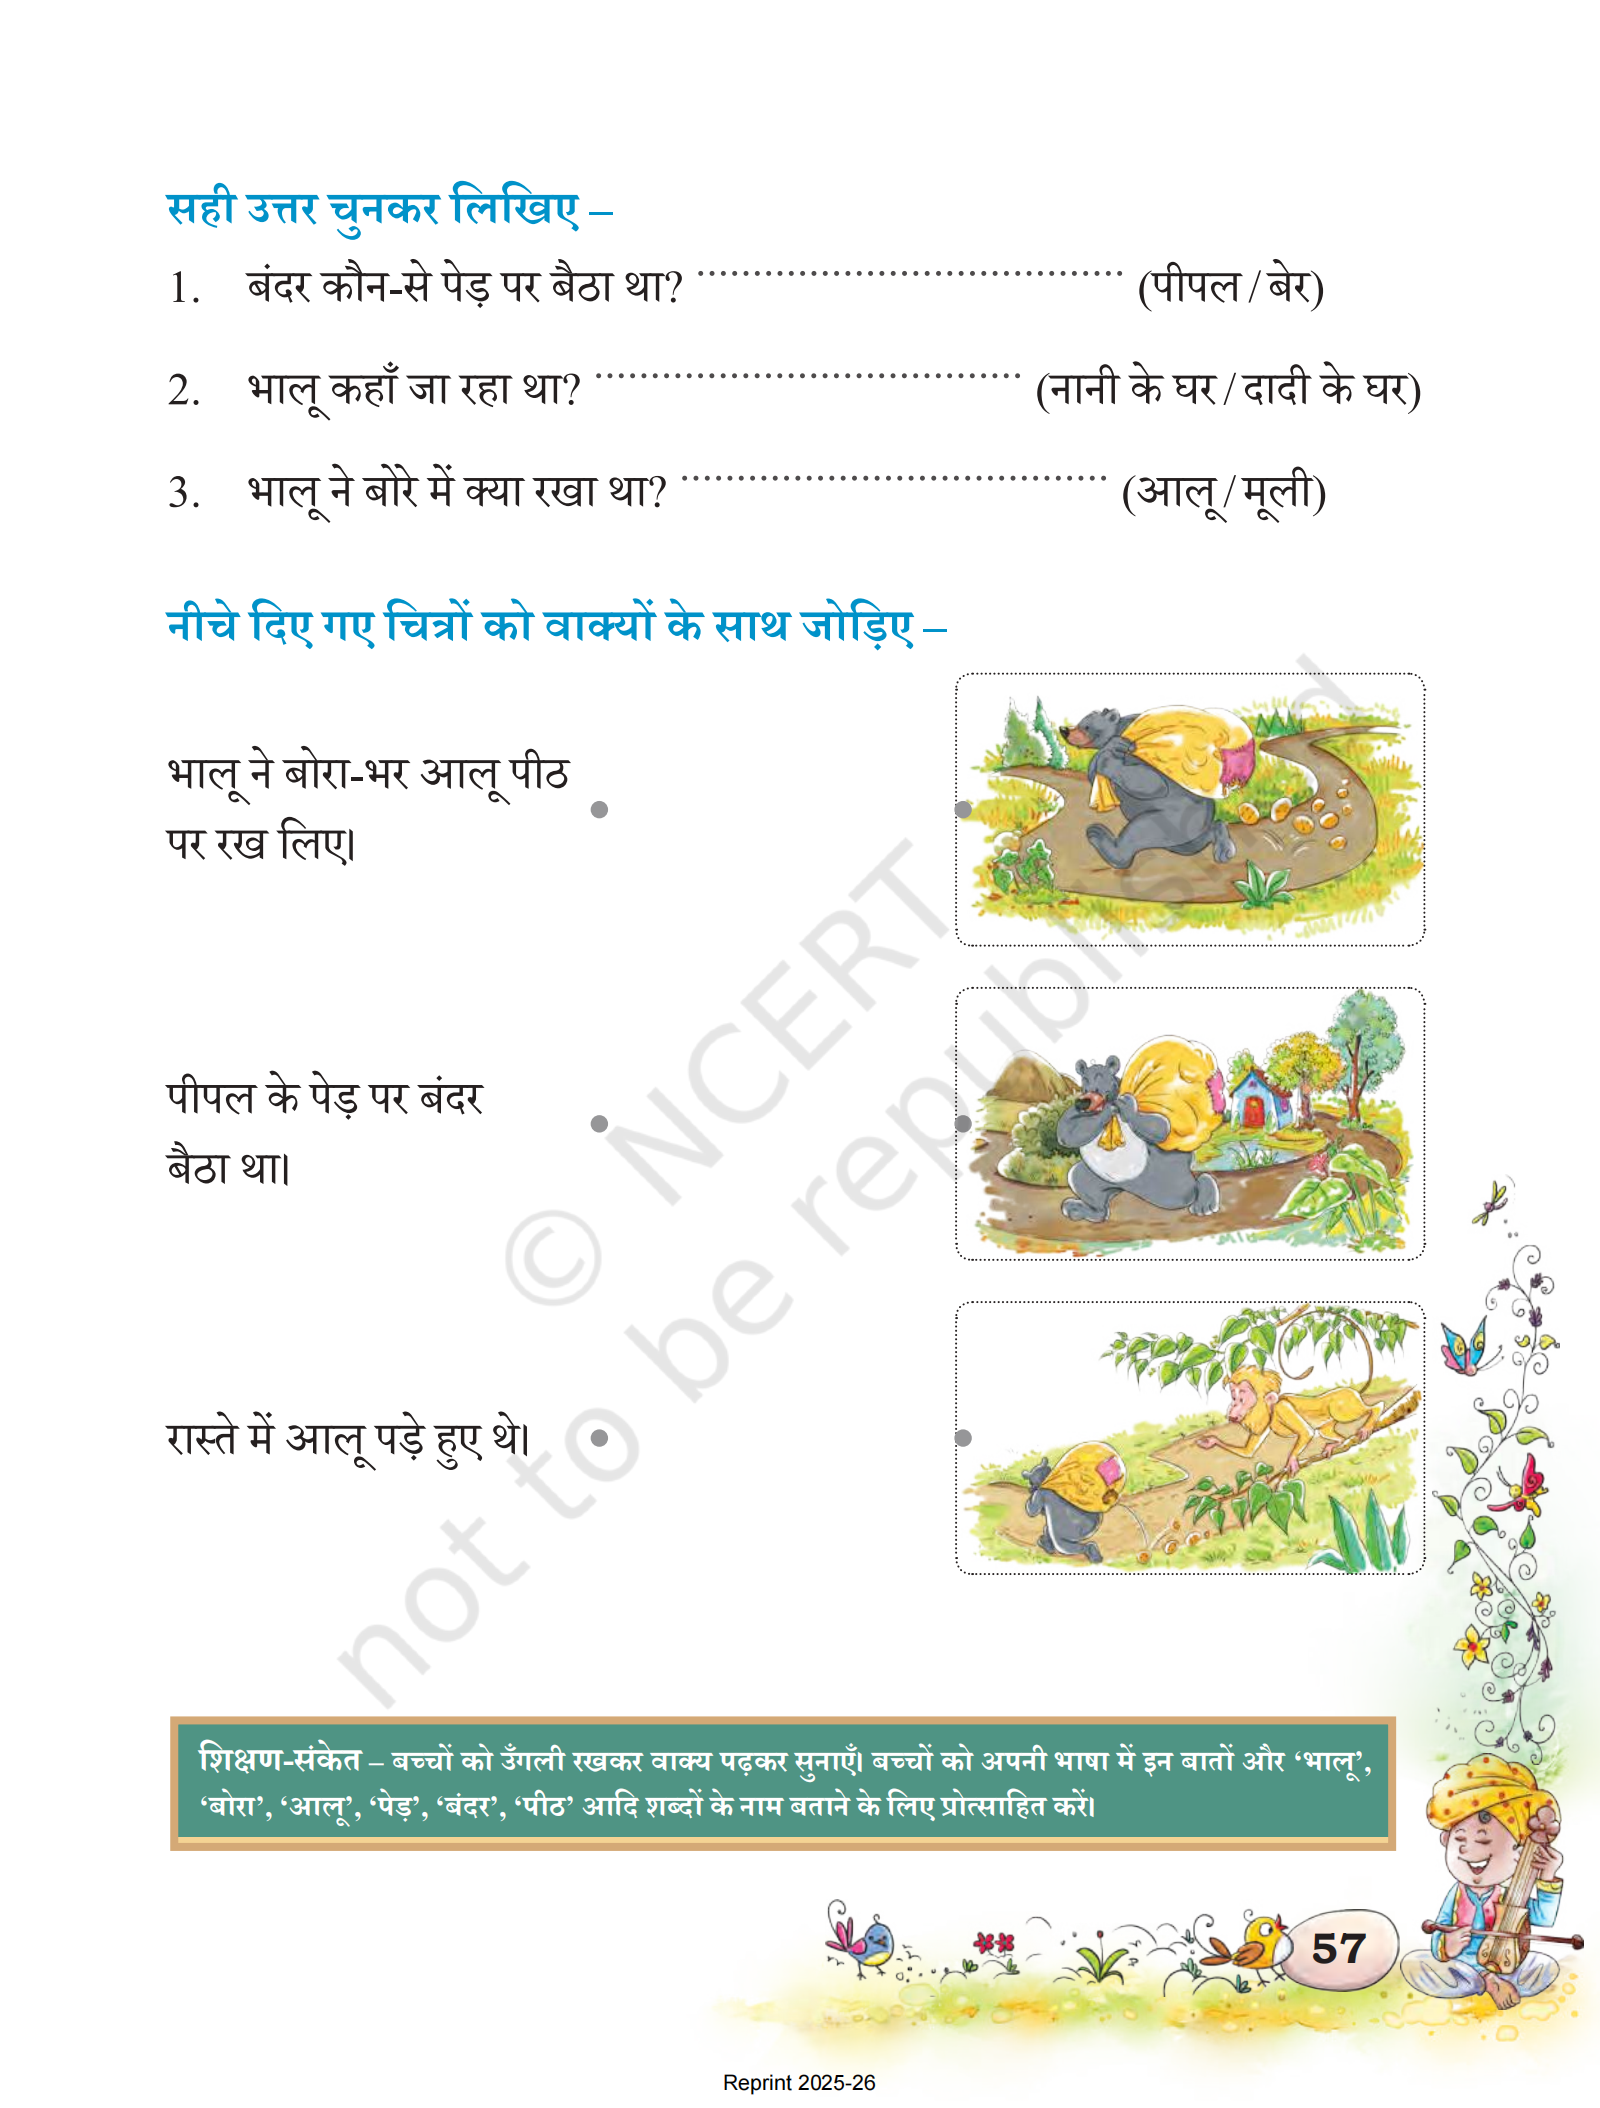 सही उत्तर चुनकर लिखिए –
1. बंदर कौन-से पेड़ पर बैठा था? ...................................... (पीपल / बेर)
2. भालू कहाँ जा रहा था? ...................................... (नानी के घर / दादी के घर)
3. भालू ने बोरे में क्या रखा था? ...................................... (आलू / मूली)
नीचे दिए गए चित्रों को वाक्यों के साथ जोड़िए –
भालू ने बोरा-भर आलू पीठ
पर रख लिए।
पीपल के पेड़ पर बंदर
बैठा था।
रास्ते में आलू पड़े हुए थे।
© NCERT
not to be republished
शिक्षण-संकेत – बच्चों को उँगली रखकर वाक्य पढ़कर सुनाएँ। बच्चों को अपनी भाषा में इन बातों और ‘भालू’,
‘बोरा’, ‘आलू’, ‘पेड़’, ‘बंदर’, ‘पीठ’ आदि शब्दों के नाम बताने के लिए प्रोत्साहित करें।
57
Reprint 2025-26